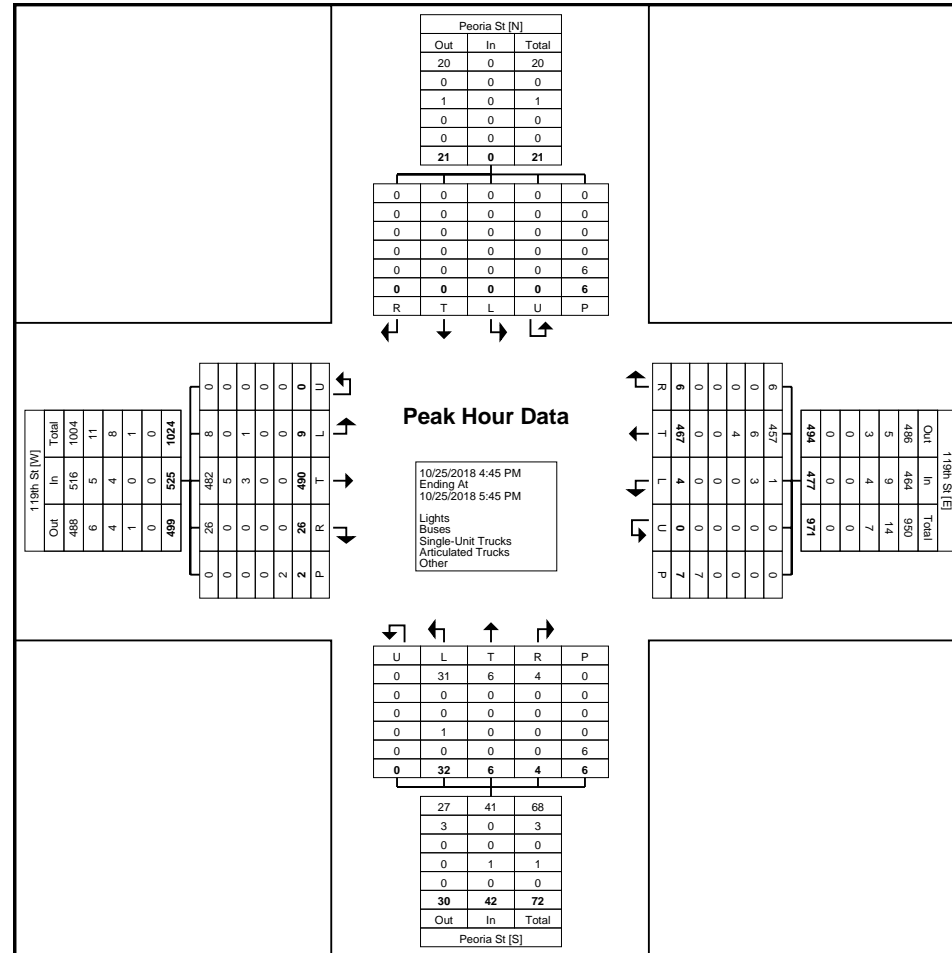 Peoria St [N]
Out In Total
20 0 20
0 0 0
1 0 1
0 0 0
0 0 0
21 0 21
0 0 0 0 0
0 0 0 0 0
0 0 0 0 0
0 0 0 0 0
0 0 0 0 6
0 0 0 0 6
R T L U P
119th St [W]
Total 1004 11 8 1 0 1024
In 516 5 4 0 0 525
Out 488 6 4 1 0 499
0 0 0 0 0 0 U
8 0 1 0 0 9 L
482 5 3 0 0 490 T
26 0 0 0 0 26 R
0 0 0 0 2 2 P
Peak Hour Data
10/25/2018 4:45 PM
Ending At
10/25/2018 5:45 PM
Lights
Buses
Single-Unit Trucks
Articulated Trucks
Other
R 6 0 0 0 0 6
T 467 0 0 4 6 457
L 4 0 0 0 3 1
U 0 0 0 0 0 0
P 7 7 0 0 0 0
494 0 0 3 5 486 Out
477 0 0 4 9 464 In
971 0 0 7 14 950 Total
119th St [E]
U L T R P
0 31 6 4 0
0 0 0 0 0
0 0 0 0 0
0 1 0 0 0
0 0 0 0 6
0 32 6 4 6
27 41 68
3 0 3
0 0 0
0 1 1
0 0 0
30 42 72
Out In Total
Peoria St [S]